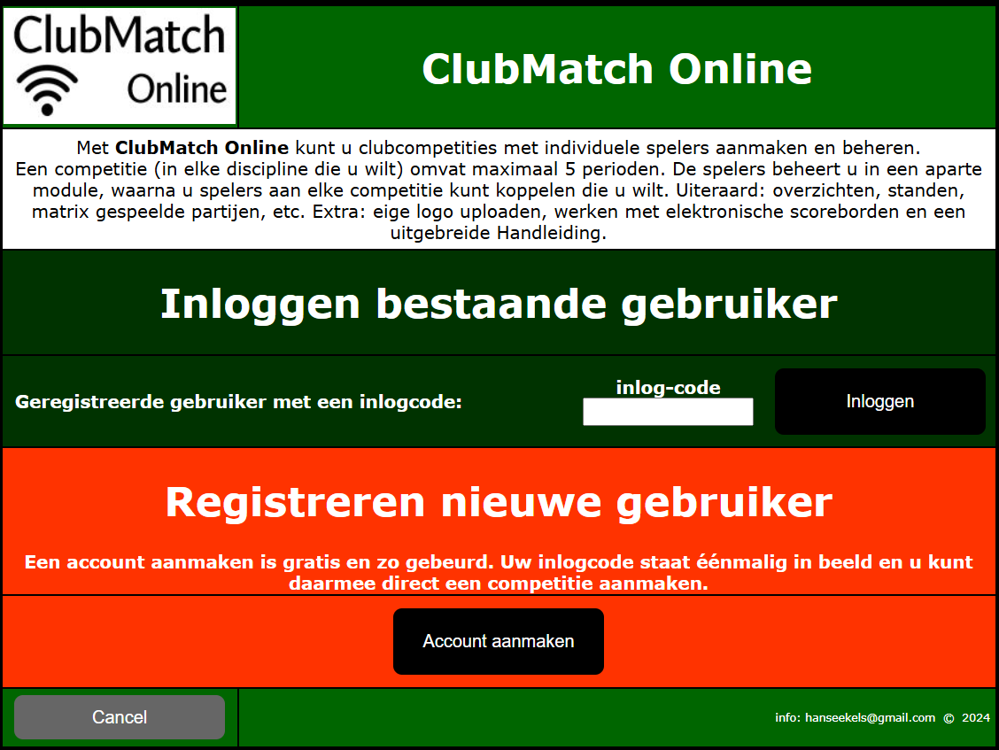 ClubMatch
Online
ClubMatch Online
Met ClubMatch Online kunt u clubcompetities met individuele spelers aanmaken en beheren.
Een competitie (in elke discipline die u wilt) omvat maximaal 5 perioden. De spelers beheert u in een aparte
module, waarna u spelers aan elke competitie kunt koppelen die u wilt. Uiteraard: overzichten, standen,
matrix gespeelde partijen, etc. Extra: eige logo uploaden, werken met elektronische scoreborden en een
uitgebreide Handleiding.
Inloggen bestaande gebruiker
Geregistreerde gebruiker met een inlogcode:
inlog-code
Inloggen
Registreren nieuwe gebruiker
Een account aanmaken is gratis en zo gebeurd. Uw inlogcode staat éénmalig in beeld en u kunt
daarmee direct een competitie aanmaken.
Account aanmaken
Cancel
info: hanseekels@gmail.com © 2024